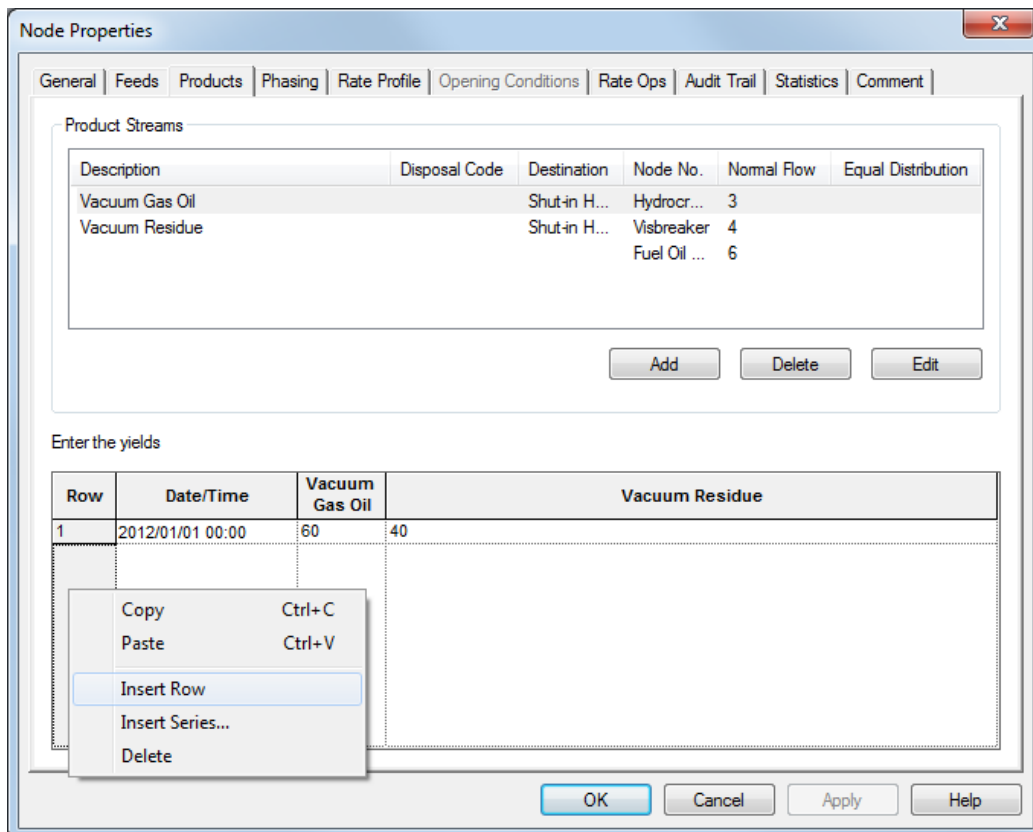 Node Properties
General Feeds Products Phasing Rate Profile Opening Conditions Rate Ops Audit Trail Statistics Comment
Product Streams
Description Disposal Code Destination Node No. Normal Flow Equal Distribution
Vacuum Gas Oil Shut-in H... Hydrocr... 3
Vacuum Residue Shut-in H... Visbreaker 4
Fuel Oil ... 6
Add Delete Edit
Enter the yields
Row Date/Time Vacuum Gas Oil Vacuum Residue
1 2012/01/01 00:00 60 40
Copy Ctrl+C
Paste Ctrl+V
Insert Row
Insert Series...
Delete
OK Cancel Apply Help